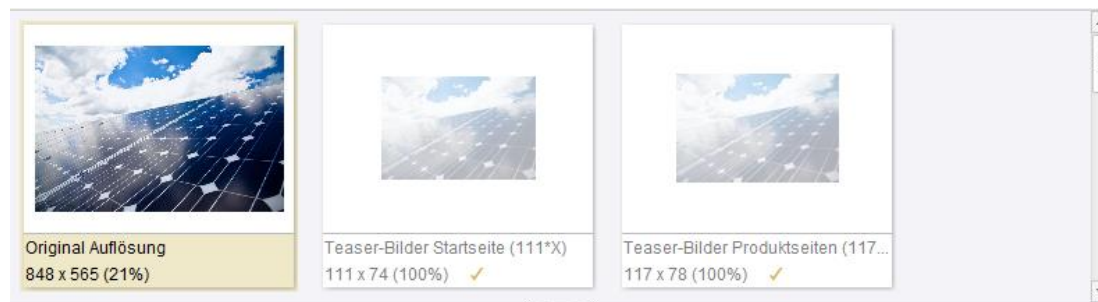 Original Auflösung
848 x 565 (21%)
Teaser-Bilder Startseite (111*X)
111 x 74 (100%) ✓
Teaser-Bilder Produktseiten (117...
117 x 78 (100%) ✓